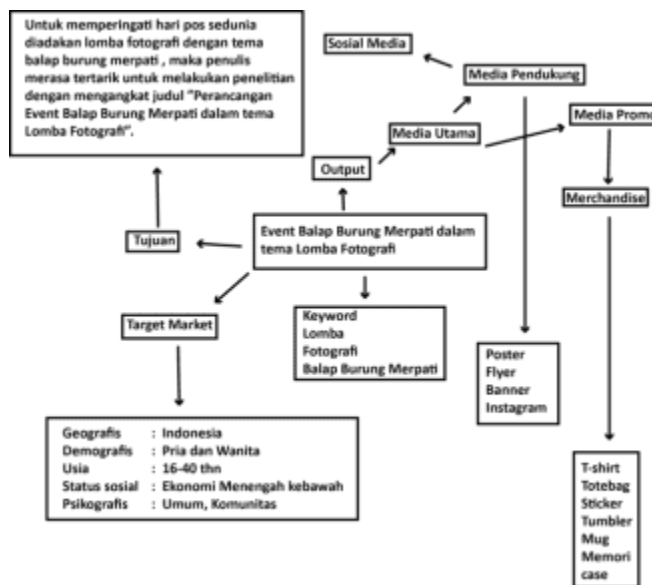 Untuk memperingati hari pos sedunia
diadakan lomba fotografi dengan tema
balap burung merpati , maka penulis
merasa tertarik untuk melakukan penelitian
dengan mengangkat judul "Perancangan
Event Balap Burung Merpati dalam tema
Lomba Fotografi".
Sosial Media
Media Pendukung
Media Promo
Media Utama
Output
Merchandise
Tujuan
Event Balap Burung Merpati dalam
tema Lomba Fotografi
Target Market
Keyword
Lomba
Fotografi
Balap Burung Merpati
Poster
Flyer
Banner
Instagram
Geografis : Indonesia
Demografis : Pria dan Wanita
Usia : 16-40 thn
Status sosial : Ekonomi Menengah kebawah
Psikografis : Umum, Komunitas
T-shirt
Totebag
Sticker
Tumbler
Mug
Memori
case